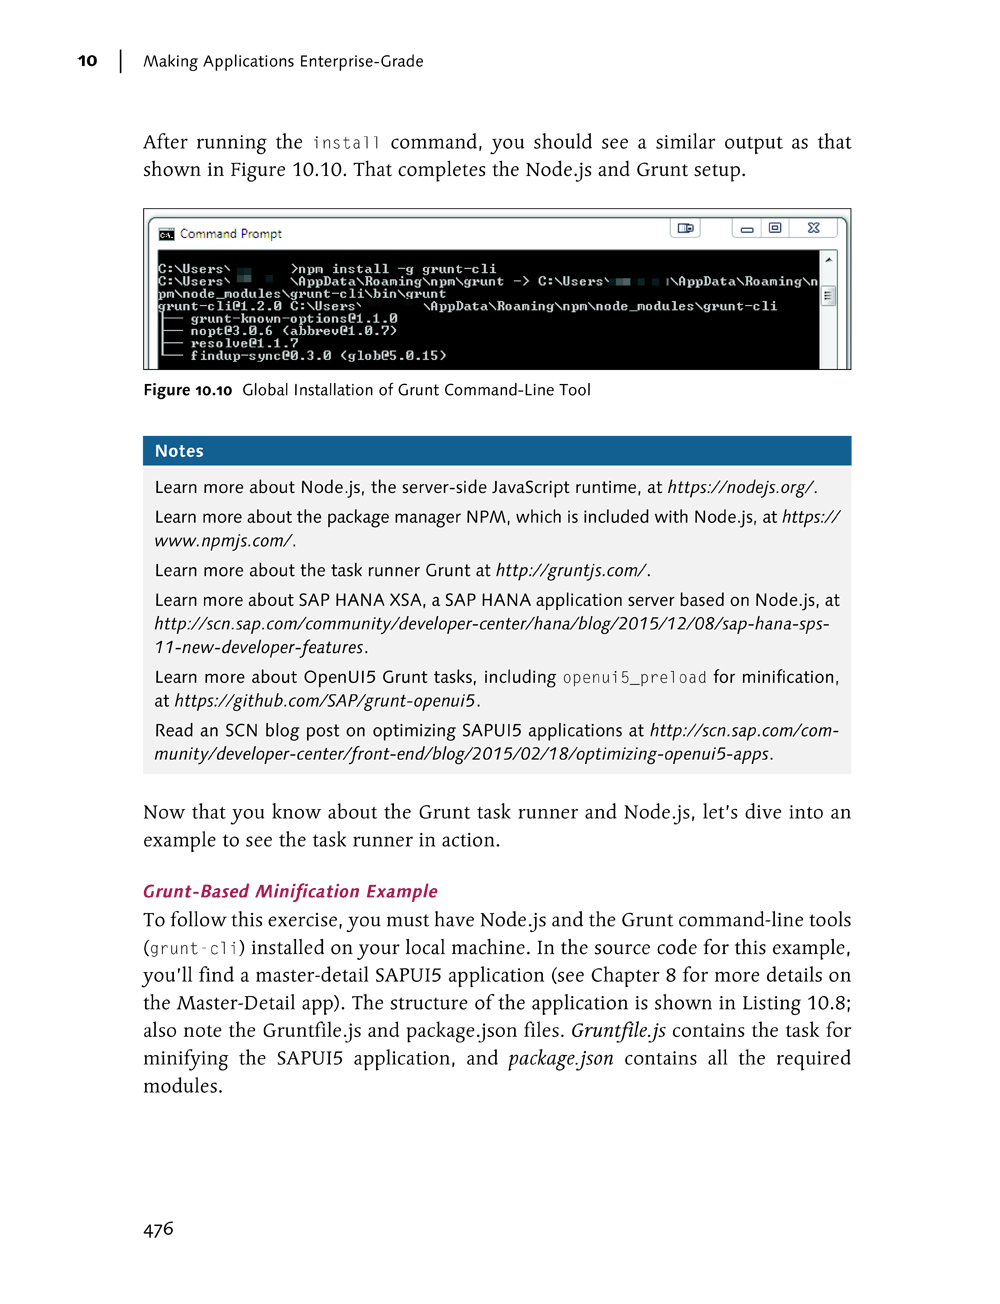 10 Making Applications Enterprise-Grade
After running the install command, you should see a similar output as that
shown in Figure 10.10. That completes the Node.js and Grunt setup.
Command Prompt
C:\Users\ >npm install -g grunt-cli
C:\Users\ \AppData\Roaming\npm\grunt -> C:\Users\ \AppData\Roaming\n
pm\node_modules\grunt-cli\bin\grunt
grunt-cli@1.2.0 C:\Users\ \AppData\Roaming\npm\node_modules\grunt-cli
├── grunt-known-options@1.1.0
├── nopt@3.0.6 (abbrev@1.0.7)
├── resolve@1.1.7
└── findup-sync@0.3.0 (glob@5.0.15)
Figure 10.10 Global Installation of Grunt Command-Line Tool
Notes
Learn more about Node.js, the server-side JavaScript runtime, at https://nodejs.org/.
Learn more about the package manager NPM, which is included with Node.js, at https://
www.npmjs.com/.
Learn more about the task runner Grunt at http://gruntjs.com/.
Learn more about SAP HANA XSA, a SAP HANA application server based on Node.js, at
http://scn.sap.com/community/developer-center/hana/blog/2015/12/08/sap-hana-sps-
11-new-developer-features.
Learn more about OpenUI5 Grunt tasks, including openui5_preload for minification,
at https://github.com/SAP/grunt-openui5.
Read an SCN blog post on optimizing SAPUI5 applications at http://scn.sap.com/com-
munity/developer-center/front-end/blog/2015/02/18/optimizing-openui5-apps.
Now that you know about the Grunt task runner and Node.js, let's dive into an
example to see the task runner in action.
Grunt-Based Minification Example
To follow this exercise, you must have Node.js and the Grunt command-line tools
(grunt-cli) installed on your local machine. In the source code for this example,
you'll find a master-detail SAPUI5 application (see Chapter 8 for more details on
the Master-Detail app). The structure of the application is shown in Listing 10.8;
also note the Gruntfile.js and package.json files. Gruntfile.js contains the task for
minifying the SAPUI5 application, and package.json contains all the required
modules.
476